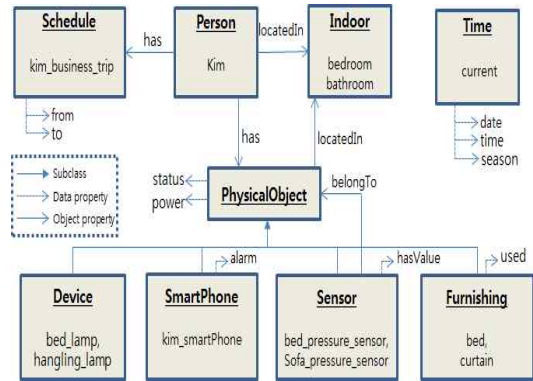 Schedule
kim_business_trip
has
Person
Kim
locatedIn
Indoor
bedroom
bathroom
Time
current
from
to
date
time
season
has
locatedIn
Subclass
Data property
Object property
status
power
PhysicalObject
belongTo
alarm
hasValue
used
Device
bed_lamp,
hangling_lamp
SmartPhone
kim_smartPhone
Sensor
bed_pressure_sensor,
Sofa_pressure_sensor
Furnishing
bed,
curtain